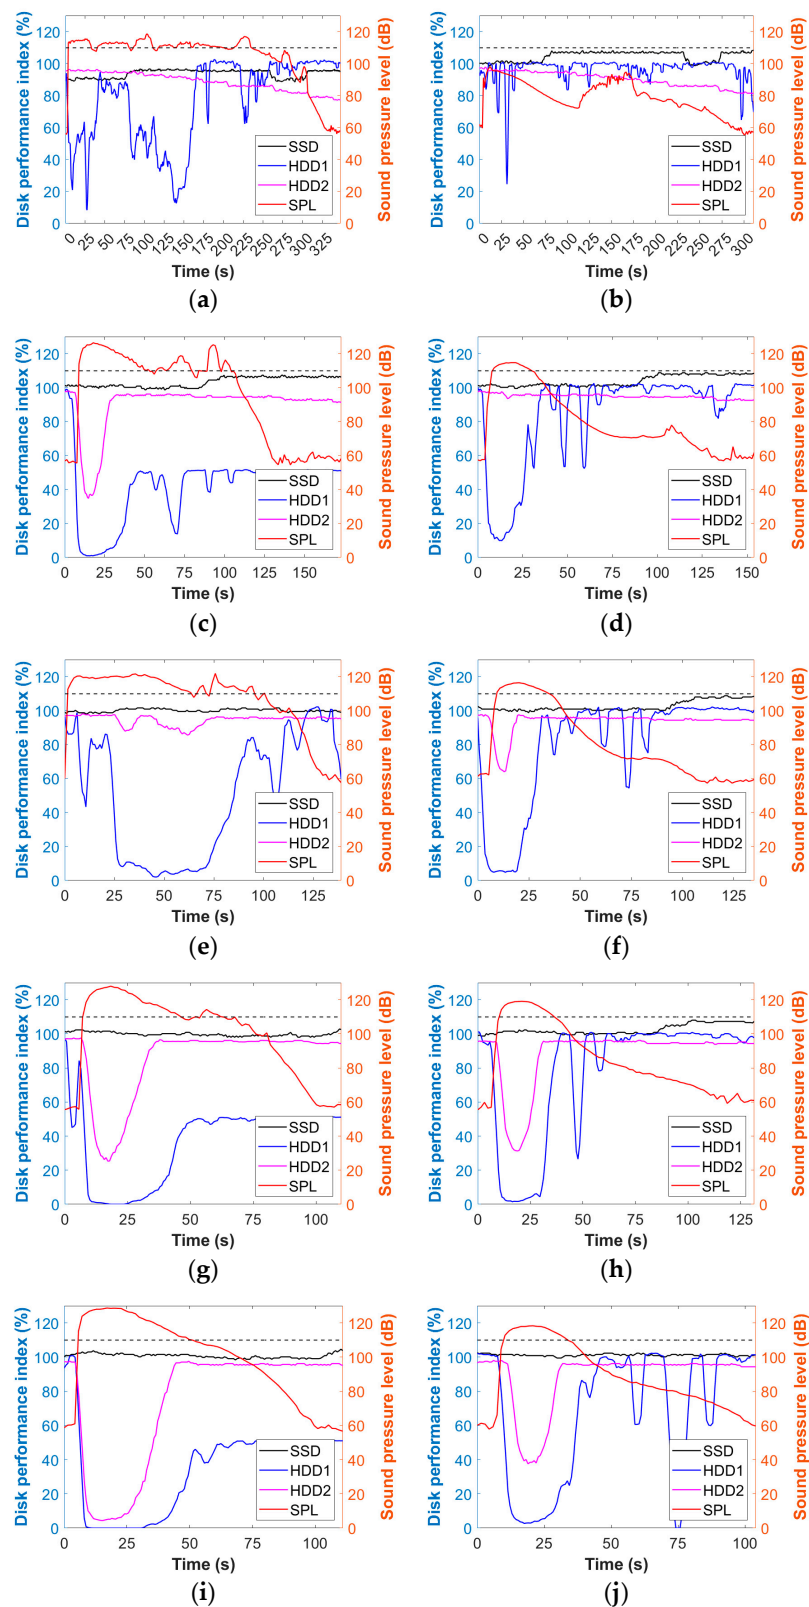 Disk performance index (%)
120
100
80
60
40
20
0
0 25 50 75 100 125 150 175 200 225 250 275 300 325
Time (s)
140
120
100
80
60
40
20
0
Sound pressure level (dB)
SSD
HDD1
HDD2
SPL
(a)
Disk performance index (%)
120
100
80
60
40
20
0
0 25 50 75 100 125 150 175 200 225 250 275 300
Time (s)
140
120
100
80
60
40
20
0
Sound pressure level (dB)
SSD
HDD1
HDD2
SPL
(b)
Disk performance index (%)
120
100
80
60
40
20
0
0 25 50 75 100 125 150
Time (s)
120
100
80
60
40
20
0
Sound pressure level (dB)
SSD
HDD1
HDD2
SPL
(c)
Disk performance index (%)
120
100
80
60
40
20
0
0 25 50 75 100 125 150
Time (s)
120
100
80
60
40
20
0
Sound pressure level (dB)
SSD
HDD1
HDD2
SPL
(d)
Disk performance index (%)
120
100
80
60
40
20
0
0 25 50 75 100 125
Time (s)
120
100
80
60
40
20
0
Sound pressure level (dB)
SSD
HDD1
HDD2
SPL
(e)
Disk performance index (%)
120
100
80
60
40
20
0
0 25 50 75 100 125
Time (s)
120
100
80
60
40
20
0
Sound pressure level (dB)
SSD
HDD1
HDD2
SPL
(f)
Disk performance index (%)
120
100
80
60
40
20
0
0 25 50 75 100
Time (s)
120
100
80
60
40
20
0
Sound pressure level (dB)
SSD
HDD1
HDD2
SPL
(g)
Disk performance index (%)
120
100
80
60
40
20
0
0 25 50 75 100 125
Time (s)
120
100
80
60
40
20
0
Sound pressure level (dB)
SSD
HDD1
HDD2
SPL
(h)
Disk performance index (%)
120
100
80
60
40
20
0
0 25 50 75 100
Time (s)
120
100
80
60
40
20
0
Sound pressure level (dB)
SSD
HDD1
HDD2
SPL
(i)
Disk performance index (%)
120
100
80
60
40
20
0
0 25 50 75 100
Time (s)
120
100
80
60
40
20
0
Sound pressure level (dB)
SSD
HDD1
HDD2
SPL
(j)